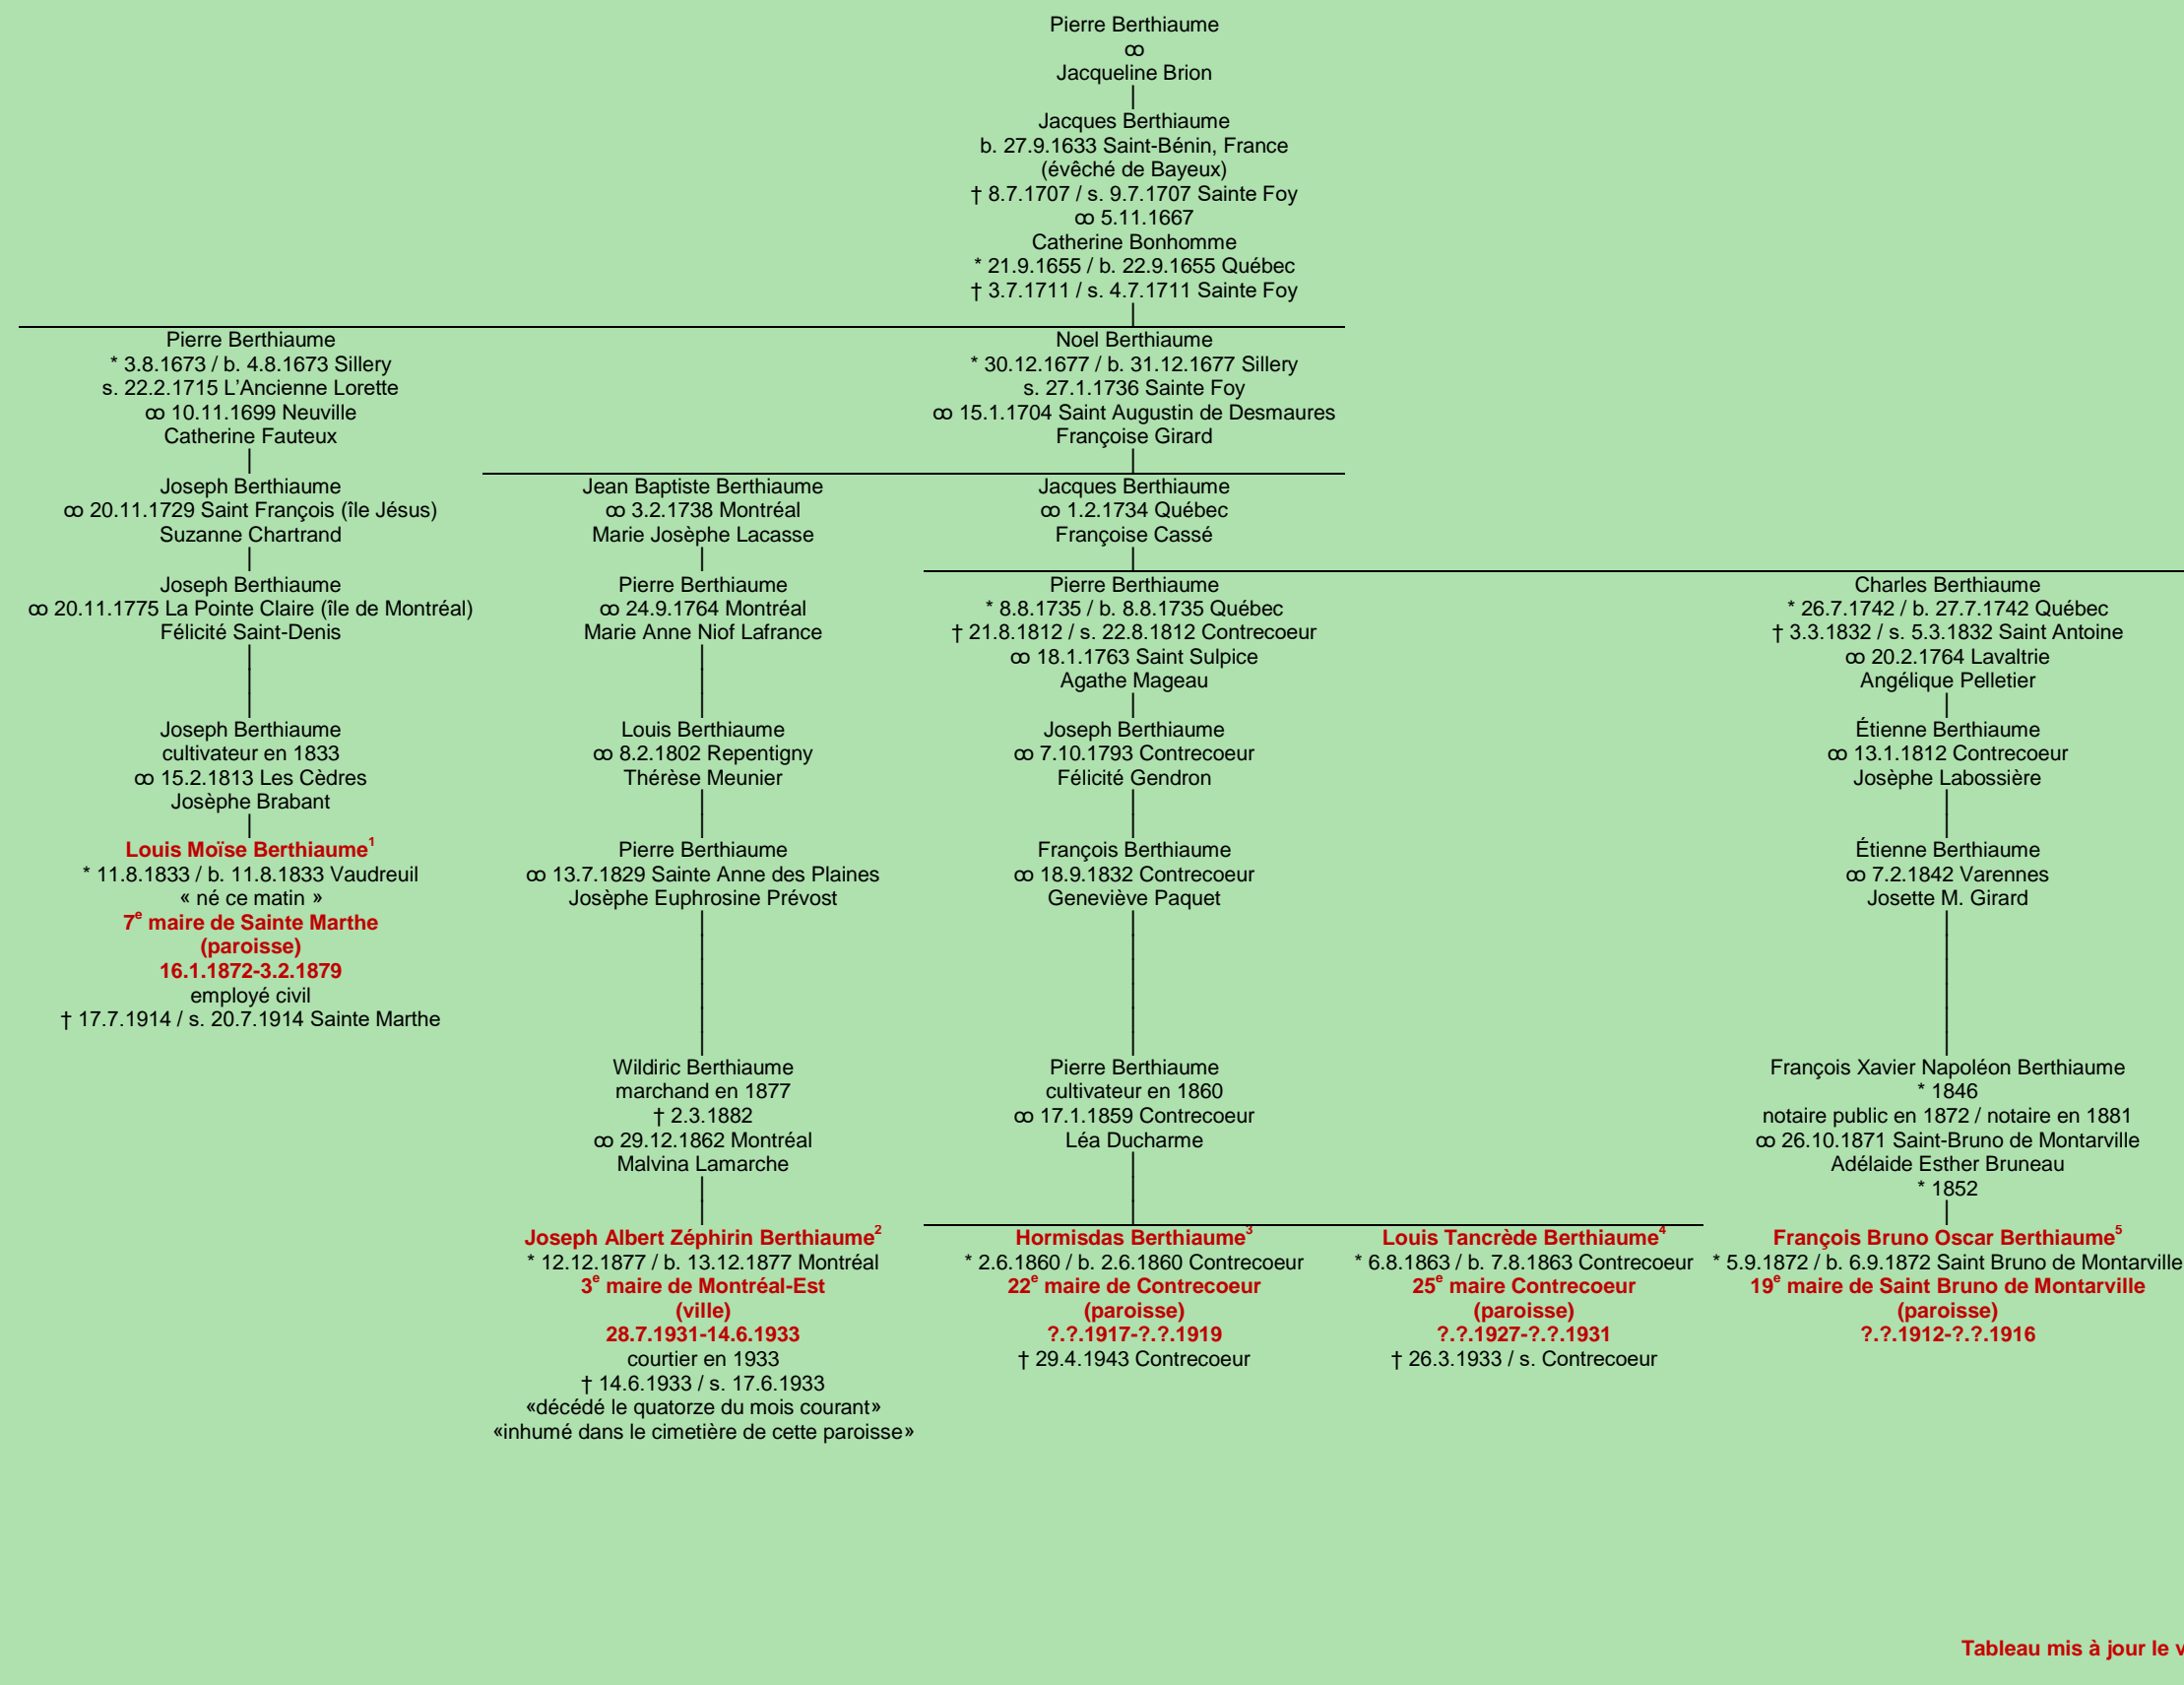 Pierre Berthiaume
ꝏ
Jacqueline Brion
Jacques Berthiaume
b. 27.9.1633 Saint-Bénin, France
(évêché de Bayeux)
† 8.7.1707 / s. 9.7.1707 Sainte Foy
ꝏ 5.11.1667
Catherine Bonhomme
* 21.9.1655 / b. 22.9.1655 Québec
† 3.7.1711 / s. 4.7.1711 Sainte Foy
Pierre Berthiaume
* 3.8.1673 / b. 4.8.1673 Sillery
s. 22.2.1715 L’Ancienne Lorette
ꝏ 10.11.1699 Neuville
Catherine Fauteux
Noel Berthiaume
* 30.12.1677 / b. 31.12.1677 Sillery
s. 27.1.1736 Sainte Foy
ꝏ 15.1.1704 Saint Augustin de Desmaures
Françoise Girard
Joseph Berthiaume
ꝏ 20.11.1729 Saint François (île Jésus)
Suzanne Chartrand
Jean Baptiste Berthiaume
ꝏ 3.2.1738 Montréal
Marie Josèphe Lacasse
Jacques Berthiaume
ꝏ 1.2.1734 Québec
Françoise Cassé
Joseph Berthiaume
ꝏ 20.11.1775 La Pointe Claire (île de Montréal)
Félicité Saint-Denis
Pierre Berthiaume
ꝏ 24.9.1764 Montréal
Marie Anne Niof Lafrance
Pierre Berthiaume
* 8.8.1735 / b. 8.8.1735 Québec
† 21.8.1812 / s. 22.8.1812 Contrecoeur
ꝏ 18.1.1763 Saint Sulpice
Agathe Mageau
Charles Berthiaume
* 26.7.1742 / b. 27.7.1742 Québec
† 3.3.1832 / s. 5.3.1832 Saint Antoine
ꝏ 20.2.1764 Lavaltrie
Angélique Pelletier
Joseph Berthiaume
cultivateur en 1833
ꝏ 15.2.1813 Les Cèdres
Josèphe Brabant
Louis Berthiaume
ꝏ 8.2.1802 Repentigny
Thérèse Meunier
Joseph Berthiaume
ꝏ 7.10.1793 Contrecoeur
Félicité Gendron
Étienne Berthiaume
ꝏ 13.1.1812 Contrecoeur
Josèphe Labossière
Louis Moïse Berthiaume¹
* 11.8.1833 / b. 11.8.1833 Vaudreuil
« né ce matin »
7ᵉ maire de Sainte Marthe
(paroisse)
16.1.1872-3.2.1879
employé civil
† 17.7.1914 / s. 20.7.1914 Sainte Marthe
Pierre Berthiaume
ꝏ 13.7.1829 Sainte Anne des Plaines
Josèphe Euphrosine Prévost
François Berthiaume
ꝏ 18.9.1832 Contrecoeur
Geneviève Paquet
Étienne Berthiaume
ꝏ 7.2.1842 Varennes
Josette M. Girard
Wildiric Berthiaume
marchand en 1877
† 2.3.1882
ꝏ 29.12.1862 Montréal
Malvina Lamarche
Pierre Berthiaume
cultivateur en 1860
ꝏ 17.1.1859 Contrecoeur
Léa Ducharme
François Xavier Napoléon Berthiaume
* 1846
notaire public en 1872 / notaire en 1881
ꝏ 26.10.1871 Saint-Bruno de Montarville
Adélaide Esther Bruneau
* 1852
Joseph Albert Zéphirin Berthiaume²
* 12.12.1877 / b. 13.12.1877 Montréal
3ᵉ maire de Montréal-Est
(ville)
28.7.1931-14.6.1933
courtier en 1933
† 14.6.1933 / s. 17.6.1933
«décédé le quatorze du mois courant»
«inhumé dans le cimetière de cette paroisse»
Hormisdas Berthiaume³
* 2.6.1860 / b. 2.6.1860 Contrecoeur
22ᵉ maire de Contrecoeur
(paroisse)
?.?.1917-?.?.1919
† 29.4.1943 Contrecoeur
Louis Tancrède Berthiaume⁴
* 6.8.1863 / b. 7.8.1863 Contrecoeur
25ᵉ maire Contrecoeur
(paroisse)
?.?.1927-?.?.1931
† 26.3.1933 / s. Contrecoeur
François Bruno Oscar Berthiaume⁵
* 5.9.1872 / b. 6.9.1872 Saint Bruno de Montarville
19ᵉ maire de Saint Bruno de Montarville
(paroisse)
?.?.1912-?.?.1916
Tableau mis à jour le v